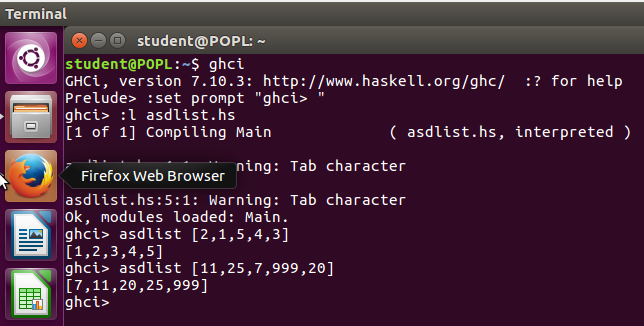 Terminal
student@POPL: ~
student@POPL:~$ ghci
GHCi, version 7.10.3: http://www.haskell.org/ghc/  :? for help
Prelude> :set prompt "ghci> "
ghci> :l asdlist.hs
[1 of 1] Compiling Main             ( asdlist.hs, interpreted )
Warning: Tab character
Firefox Web Browser
asdlist.hs:5:1: Warning: Tab character
Ok, modules loaded: Main.
ghci> asdlist [2,1,5,4,3]
[1,2,3,4,5]
ghci> asdlist [11,25,7,999,20]
[7,11,20,25,999]
ghci>